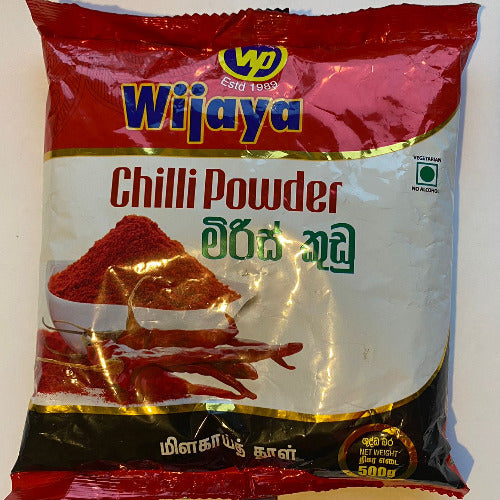 WP
Estd 1989
Wijaya
VEGETARIAN
NO ALCOHOL
Chilli Powder
මිරිස් කුඩු
மிளகாய்த் தூள்
ශුද්ධ බර
NET WEIGHT
நிகர எடை
500g